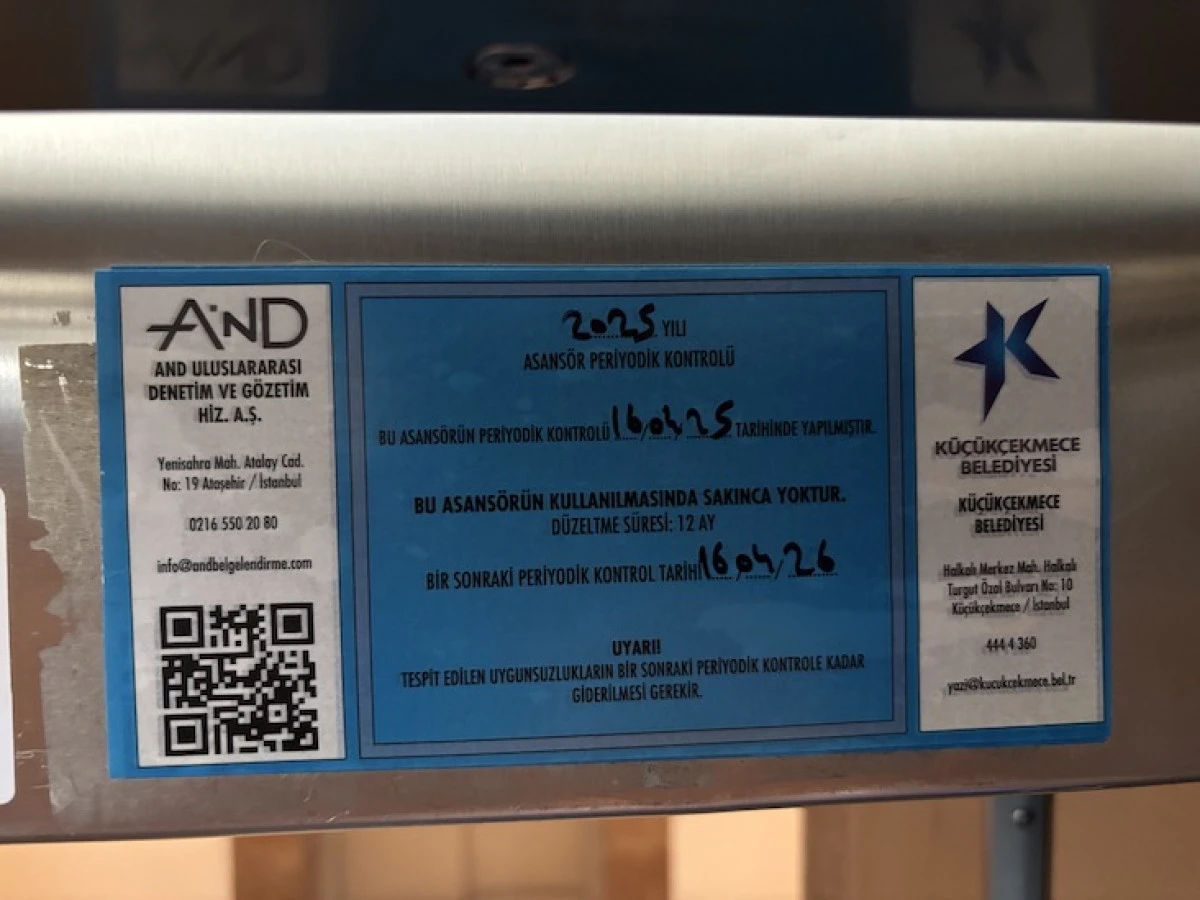 AND
AND ULUSLARARASI
DENETİM VE GÖZETİM
HİZ. A.Ş.
Yenisahra Mah. Atalay Cad.
No: 19 Ataşehir / İstanbul
0216 550 20 80
info@andbelgelendirme.com
2025 YILI
ASANSÖR PERİYODİK KONTROLÜ
BU ASANSÖRÜN PERİYODİK KONTROLÜ 16/04/25 TARİHİNDE YAPILMIŞTIR.
BU ASANSÖRÜN KULLANILMASINDA SAKINCA YOKTUR.
DÜZELTME SÜRESİ: 12 AY
BİR SONRAKİ PERİYODİK KONTROL TARİHİ 16/04/26
UYARI!
TESPİT EDİLEN UYGUNSUZLUKLARIN BİR SONRAKİ PERİYODİK KONTROLE KADAR
GİDERİLMESİ GEREKİR.
KÜÇÜKÇEKMECE
BELEDİYESİ
KÜÇÜKÇEKMECE
BELEDİYESİ
Halkalı Merkez Mah. Halkalı
Turgut Özal Bulvarı No: 10
Küçükçekmece / İstanbul
444 4 360
yazi@kucukcekmece.bel.tr